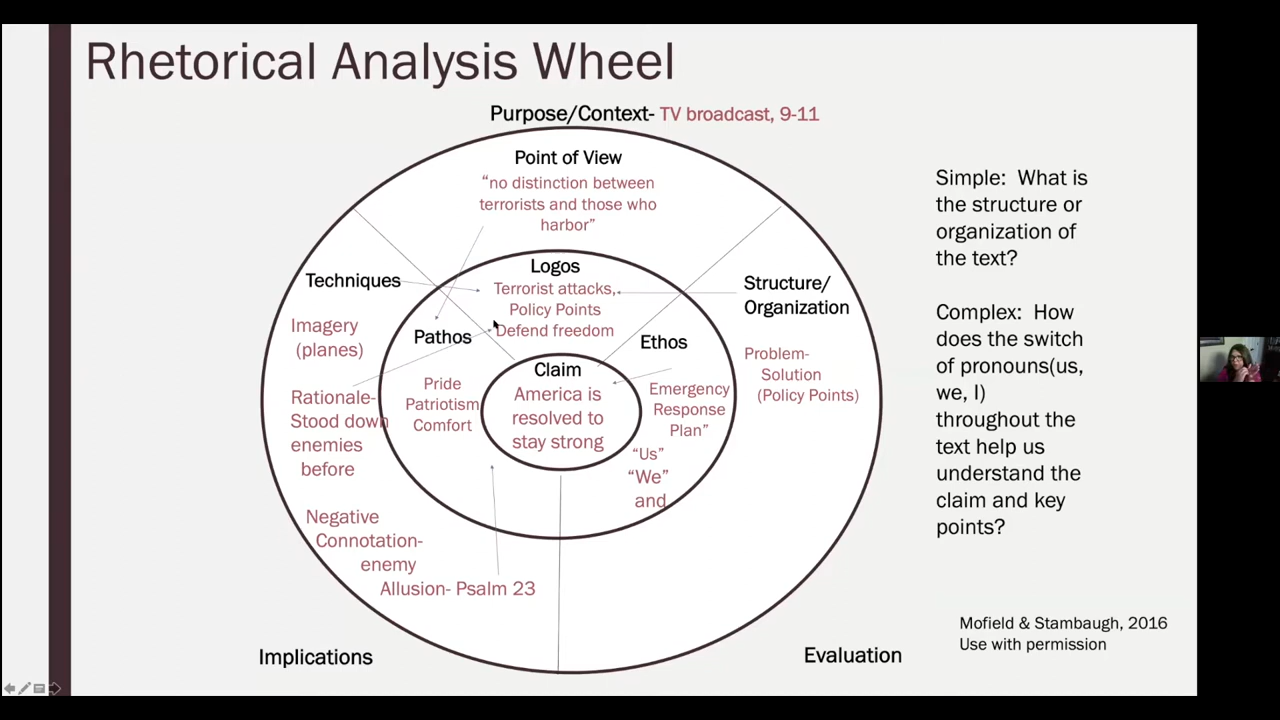 Rhetorical Analysis Wheel
Purpose/Context- TV broadcast, 9-11
Point of View
“no distinction between
terrorists and those who
harbor”
Techniques
Imagery
(planes)
Rationale-
Stood down
enemies
before
Negative
Connotation-
enemy
Allusion- Psalm 23
Logos
Terrorist attacks,
Policy Points
Defend freedom
Pathos
Pride
Patriotism
Comfort
Claim
America is
resolved to
stay strong
Ethos
Emergency
Response
Plan”
“Us”
“We”
and
Structure/
Organization
Problem-
Solution
(Policy Points)
Implications
Evaluation
Simple: What is
the structure or
organization of
the text?
Complex: How
does the switch
of pronouns(us,
we, I)
throughout the
text help us
understand the
claim and key
points?
Mofield & Stambaugh, 2016
Use with permission